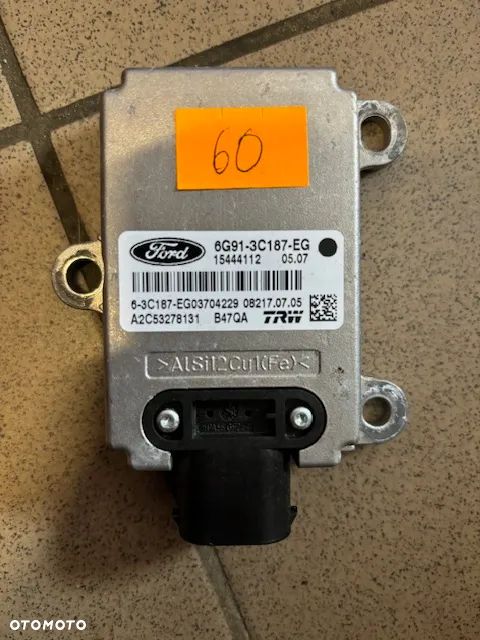 60
Ford
6G91-3C187-EG
15444112 05.07
6-3C187-EG03704229 08217.07.05
A2C53278131 B47QA TRW
>AlSi12Cu1(Fe)<
OTOMOTO